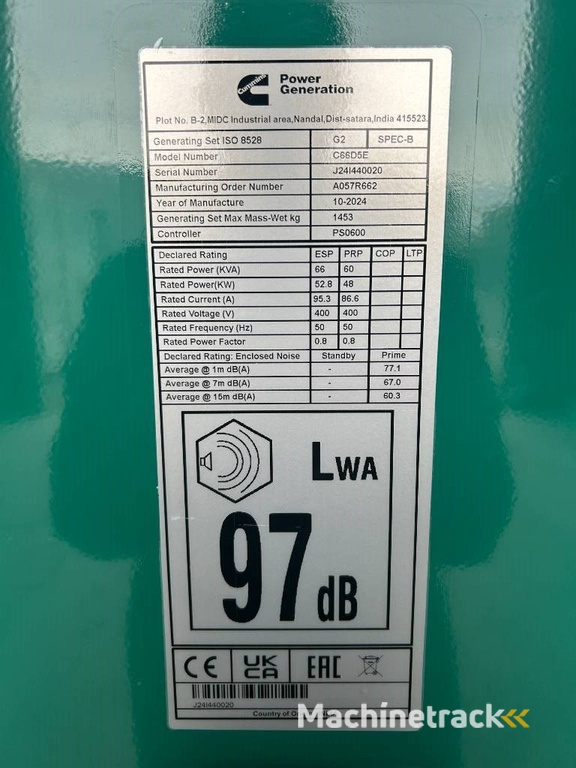 Cummins
Power
Generation
Plot No. B-2,MIDC Industrial area,Nandal,Dist-satara,India 415523.
Generating Set ISO 8528 G2 SPEC-B
Model Number C66D5E
Serial Number J24I440020
Manufacturing Order Number A057R662
Year of Manufacture 10-2024
Generating Set Max Mass-Wet kg 1453
Controller PS0600
Declared Rating ESP PRP COP LTP
Rated Power (KVA) 66 60
Rated Power(KW) 52.8 48
Rated Current (A) 95.3 86.6
Rated Voltage (V) 400 400
Rated Frequency (Hz) 50 50
Rated Power Factor 0.8 0.8
Declared Rating: Enclosed Noise Standby Prime
Average @ 1m dB(A) - 77.1
Average @ 7m dB(A) - 67.0
Average @ 15m dB(A) - 60.3
LWA
97 dB
CE UK CA EAC
J24I440020
Country of
Machinetrack